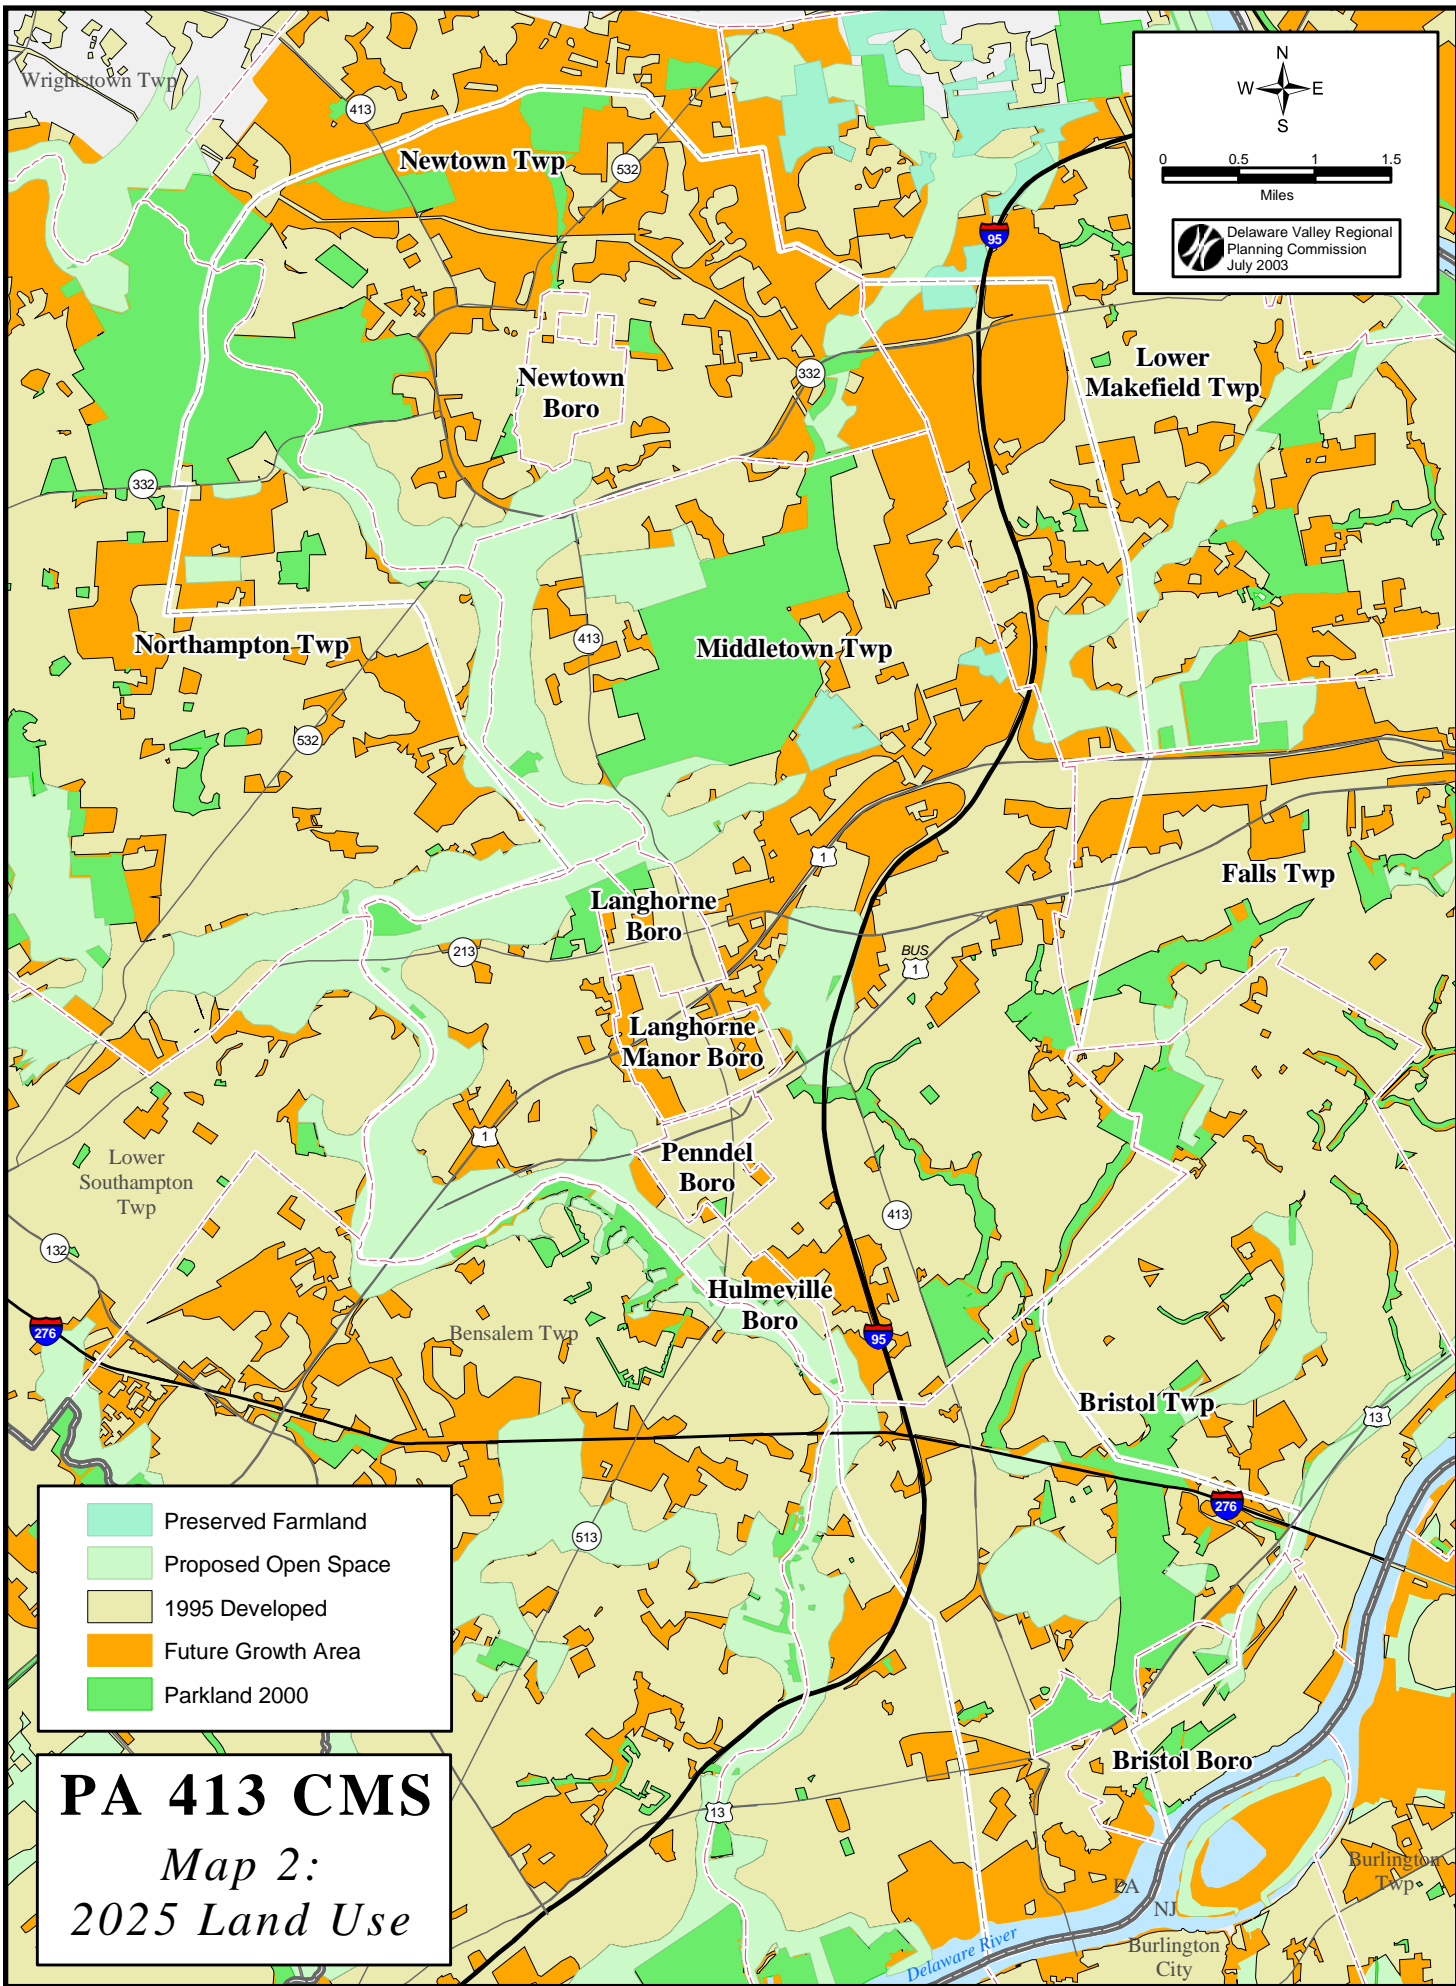 Wrightstown Twp
413
Newtown Twp
532
N
W E
S
0 0.5 1 1.5
Miles
Delaware Valley Regional
Planning Commission
July 2003
95
Newtown
Boro
332
Lower
Makefield Twp
332
413
Northampton Twp
Middletown Twp
532
1
Falls Twp
Langhorne
Boro
213
BUS
1
Langhorne
Manor Boro
1
Penndel
Boro
Lower
Southampton
Twp
413
132
Hulmeville
Boro
276
Bensalem Twp
95
Bristol Twp
13
276
513
Preserved Farmland
Proposed Open Space
1995 Developed
Future Growth Area
Parkland 2000
Bristol Boro
PA 413 CMS
Map 2:
2025 Land Use
13
Burlington
Twp
PA
NJ
Delaware River
Burlington
City